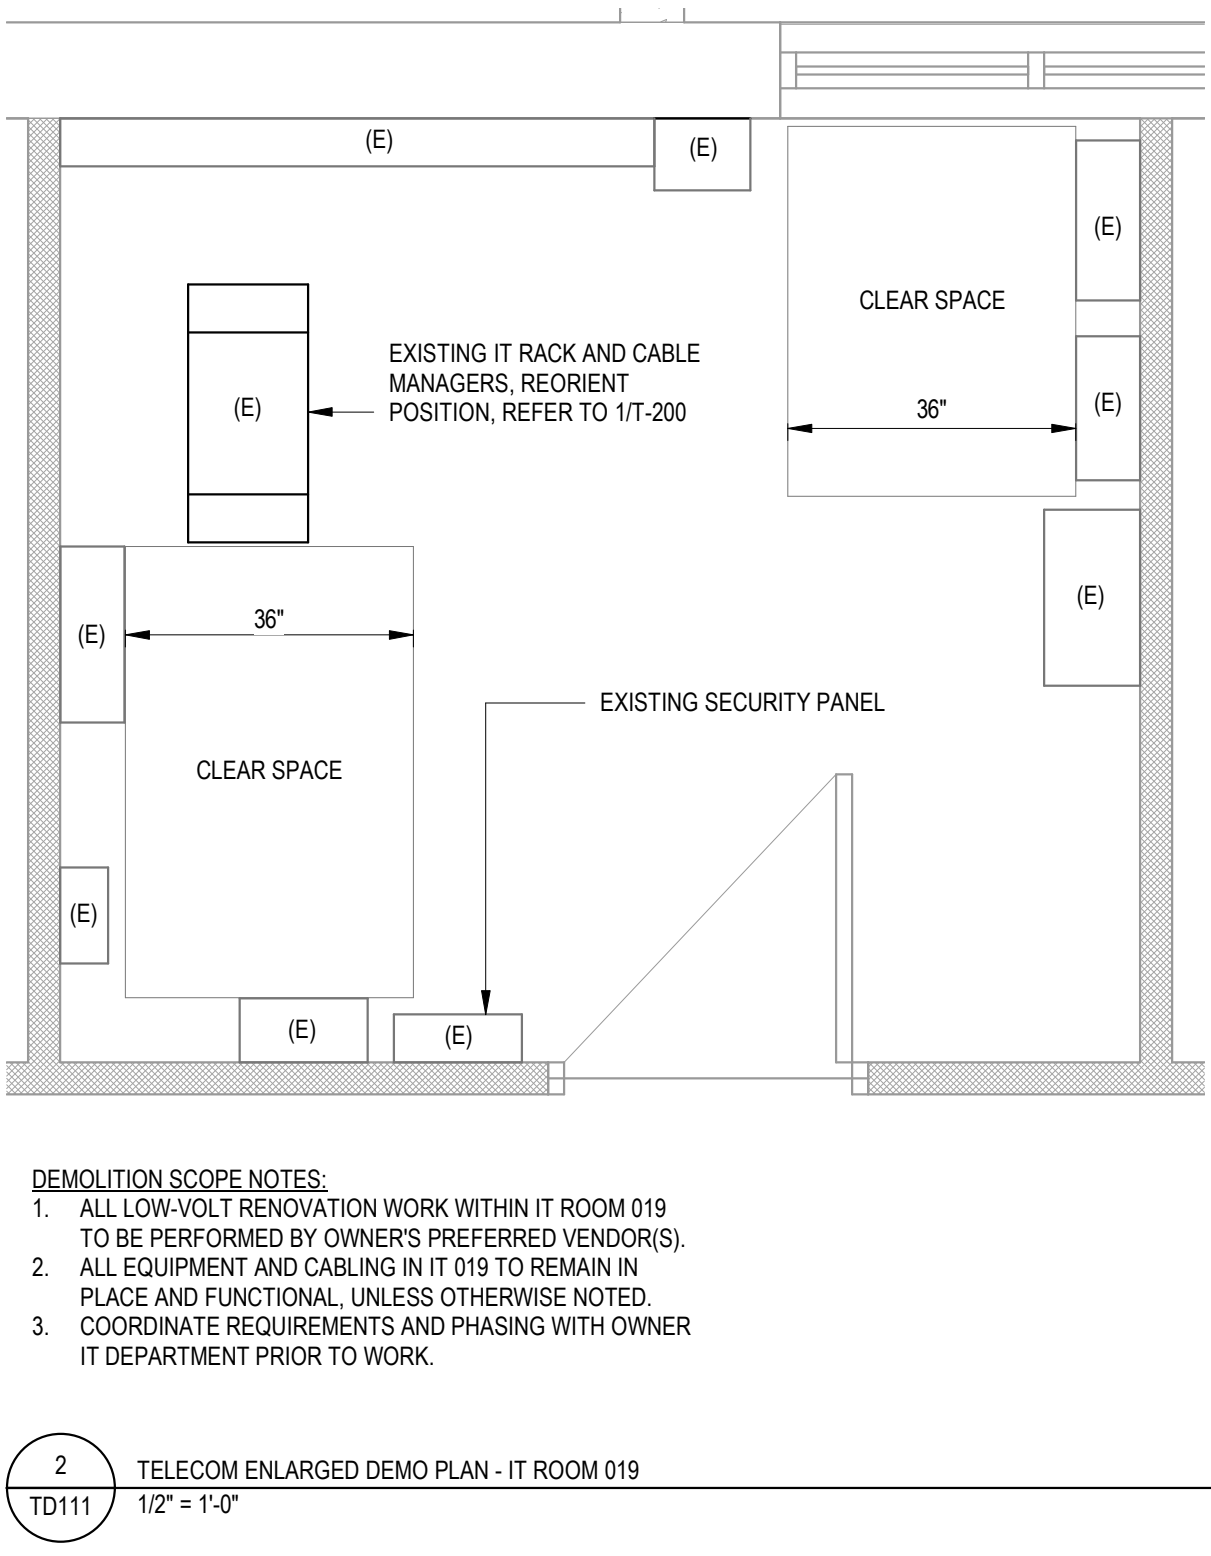 (E)
(E)
(E)
CLEAR SPACE
EXISTING IT RACK AND CABLE
MANAGERS, REORIENT
POSITION, REFER TO 1/T-200
(E)
(E)
36"
(E)
36"
(E)
EXISTING SECURITY PANEL
CLEAR SPACE
(E)
(E)
(E)
DEMOLITION SCOPE NOTES:
1. ALL LOW-VOLT RENOVATION WORK WITHIN IT ROOM 019
TO BE PERFORMED BY OWNER'S PREFERRED VENDOR(S).
2. ALL EQUIPMENT AND CABLING IN IT 019 TO REMAIN IN
PLACE AND FUNCTIONAL, UNLESS OTHERWISE NOTED.
3. COORDINATE REQUIREMENTS AND PHASING WITH OWNER
IT DEPARTMENT PRIOR TO WORK.
2
TELECOM ENLARGED DEMO PLAN - IT ROOM 019
TD111
1/2" = 1'-0"